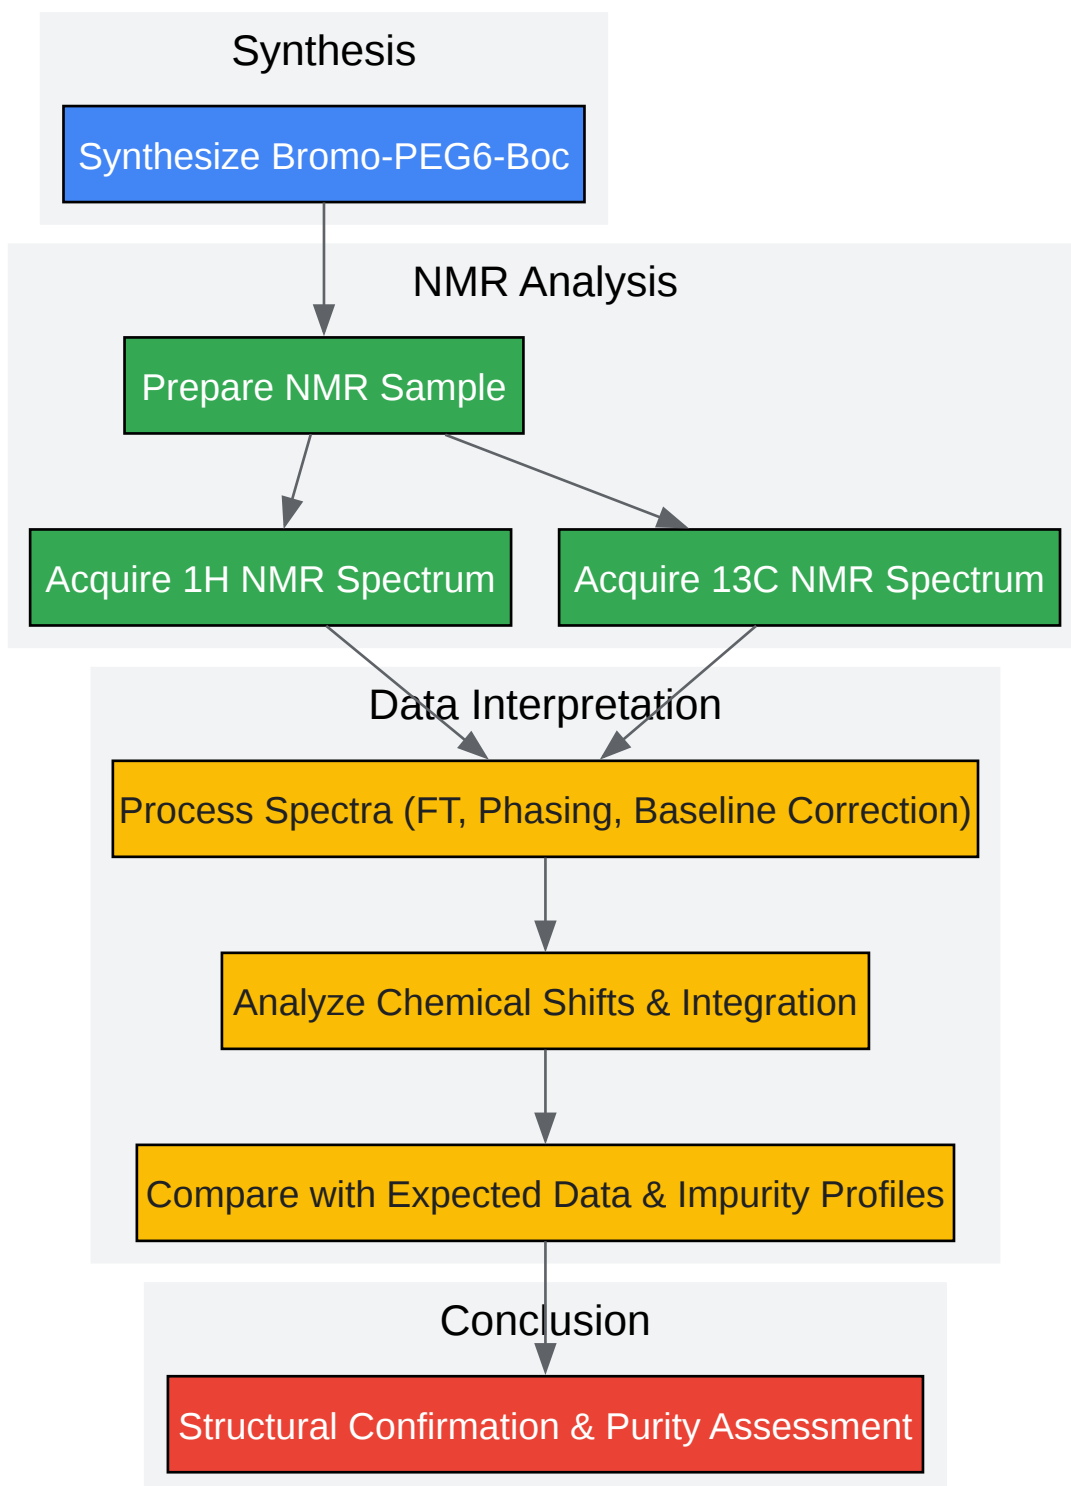 Synthesis
Synthesize Bromo-PEG6-Boc
NMR Analysis
Prepare NMR Sample
Acquire 1H NMR Spectrum
Acquire 13C NMR Spectrum
Data Interpretation
Process Spectra (FT, Phasing, Baseline Correction)
Analyze Chemical Shifts & Integration
Compare with Expected Data & Impurity Profiles
Conclusion
Structural Confirmation & Purity Assessment